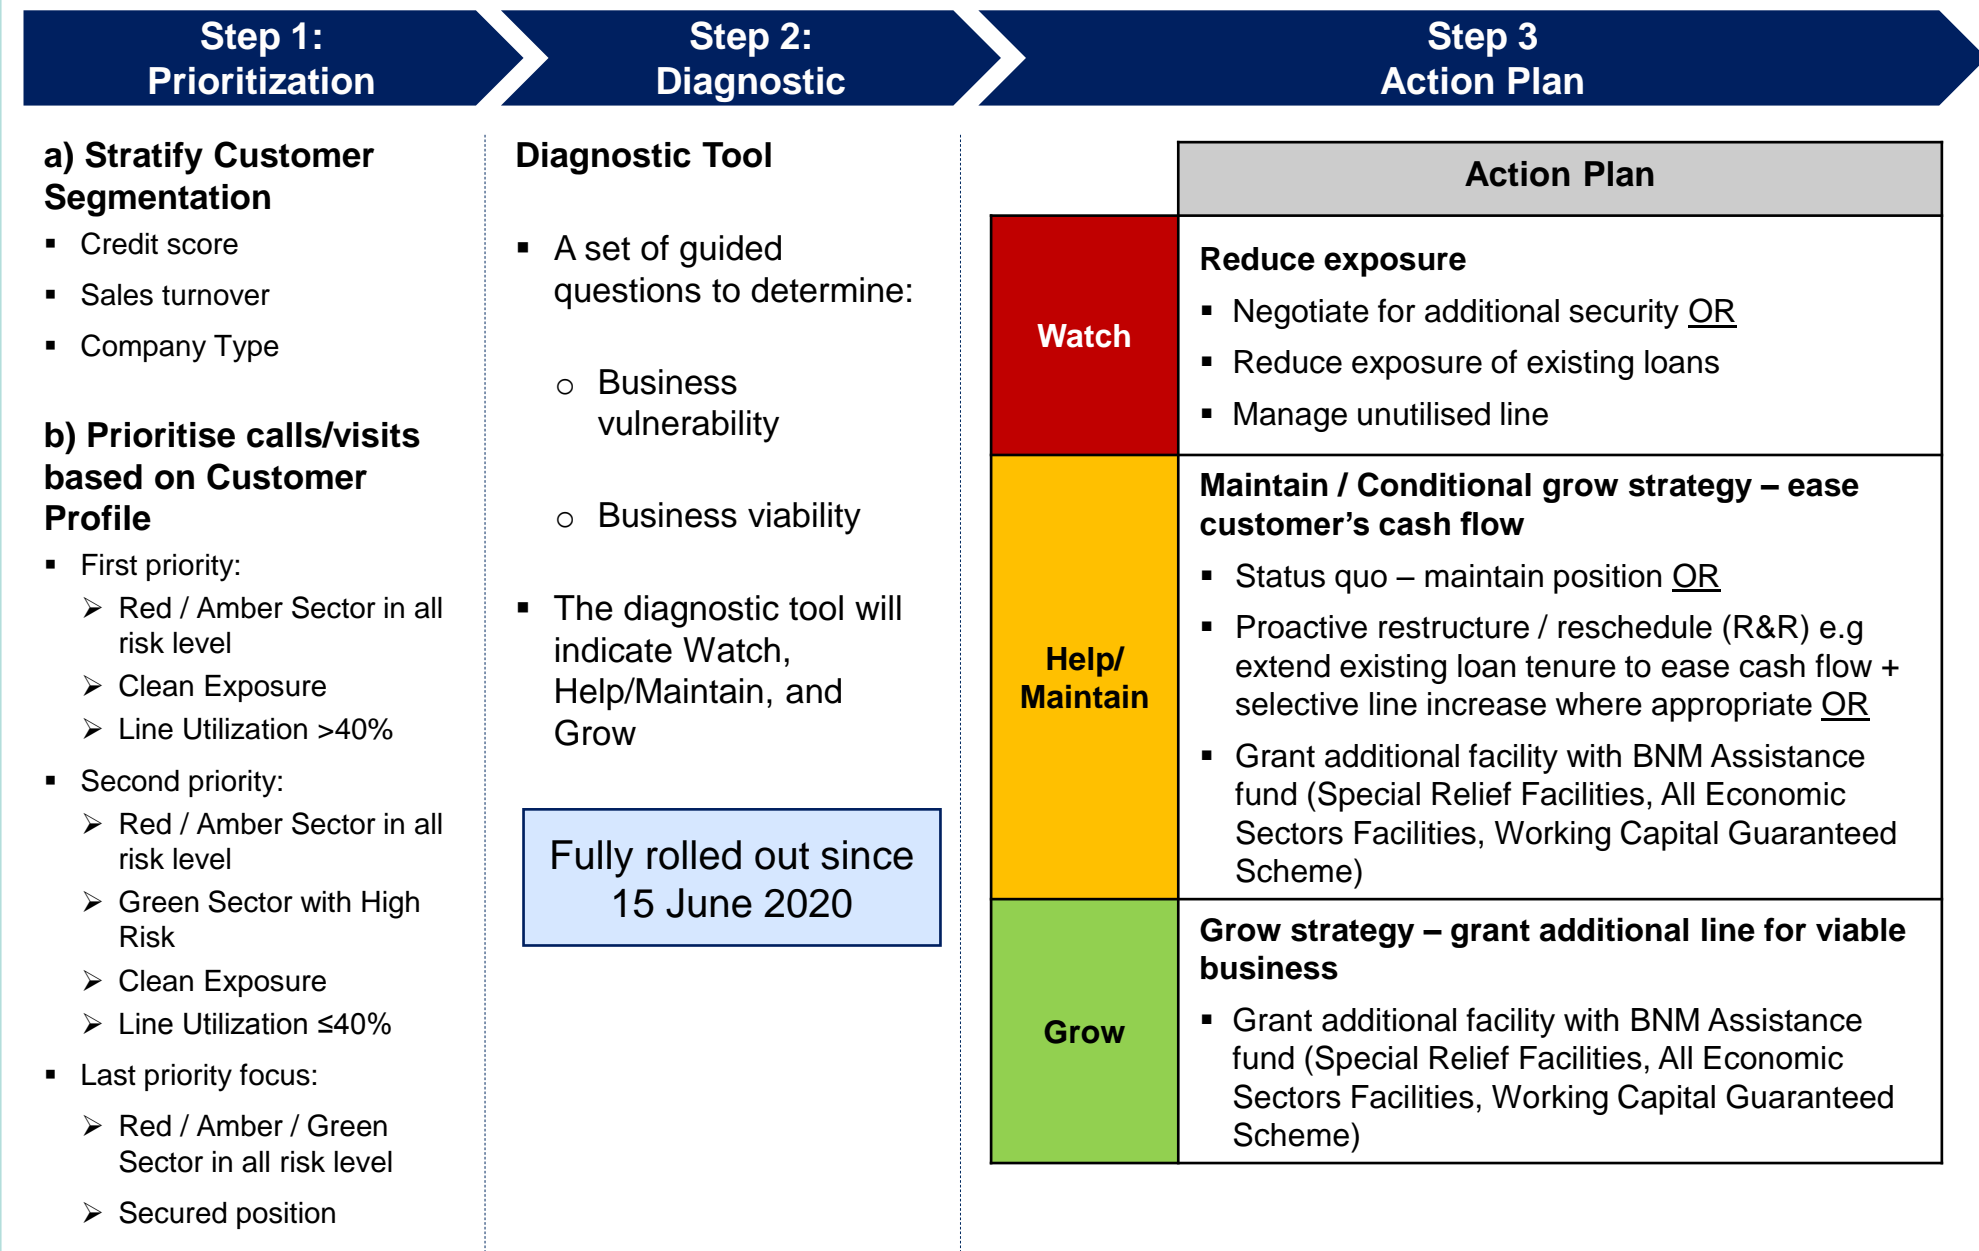 Step 1:
Prioritization
Step 2:
Diagnostic
Step 3
Action Plan
a) Stratify Customer
Segmentation
▪ Credit score
▪ Sales turnover
▪ Company Type
b) Prioritise calls/visits
based on Customer
Profile
▪ First priority:
➢ Red / Amber Sector in all
risk level
➢ Clean Exposure
➢ Line Utilization >40%
▪ Second priority:
➢ Red / Amber Sector in all
risk level
➢ Green Sector with High
Risk
➢ Clean Exposure
➢ Line Utilization ≤40%
▪ Last priority focus:
➢ Red / Amber / Green
Sector in all risk level
➢ Secured position
Diagnostic Tool
▪ A set of guided
questions to determine:
o Business
vulnerability
o Business viability
▪ The diagnostic tool will
indicate Watch,
Help/Maintain, and
Grow
Fully rolled out since
15 June 2020
Action Plan
Watch
Reduce exposure
▪ Negotiate for additional security OR
▪ Reduce exposure of existing loans
▪ Manage unutilised line
Help/
Maintain
Maintain / Conditional grow strategy – ease
customer’s cash flow
▪ Status quo – maintain position OR
▪ Proactive restructure / reschedule (R&R) e.g
extend existing loan tenure to ease cash flow +
selective line increase where appropriate OR
▪ Grant additional facility with BNM Assistance
fund (Special Relief Facilities, All Economic
Sectors Facilities, Working Capital Guaranteed
Scheme)
Grow
Grow strategy – grant additional line for viable
business
▪ Grant additional facility with BNM Assistance
fund (Special Relief Facilities, All Economic
Sectors Facilities, Working Capital Guaranteed
Scheme)